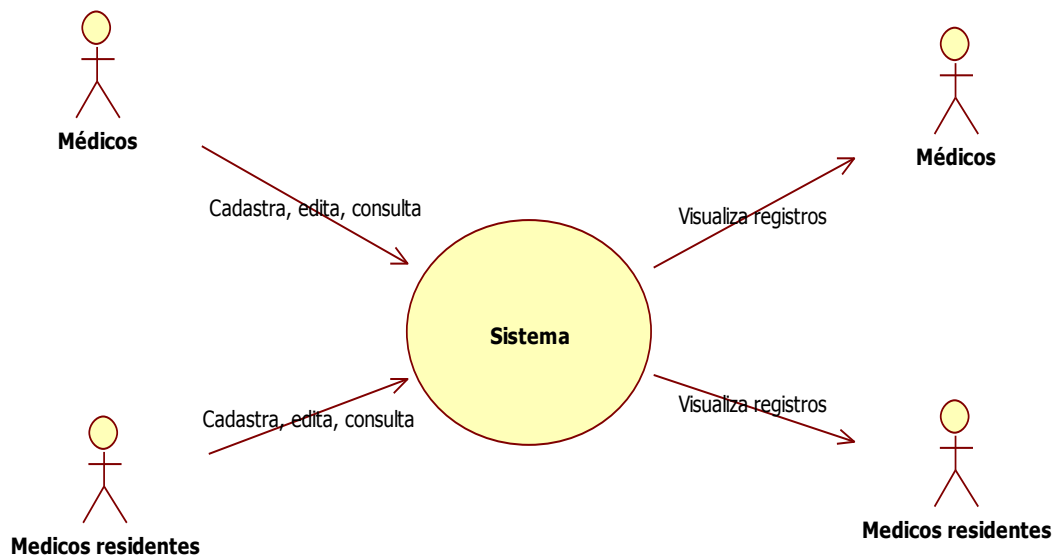 Médicos
Médicos
Cadastra, edita, consulta
Visualiza registros
Sistema
Cadastra, edita, consulta
Visualiza registros
Medicos residentes
Medicos residentes